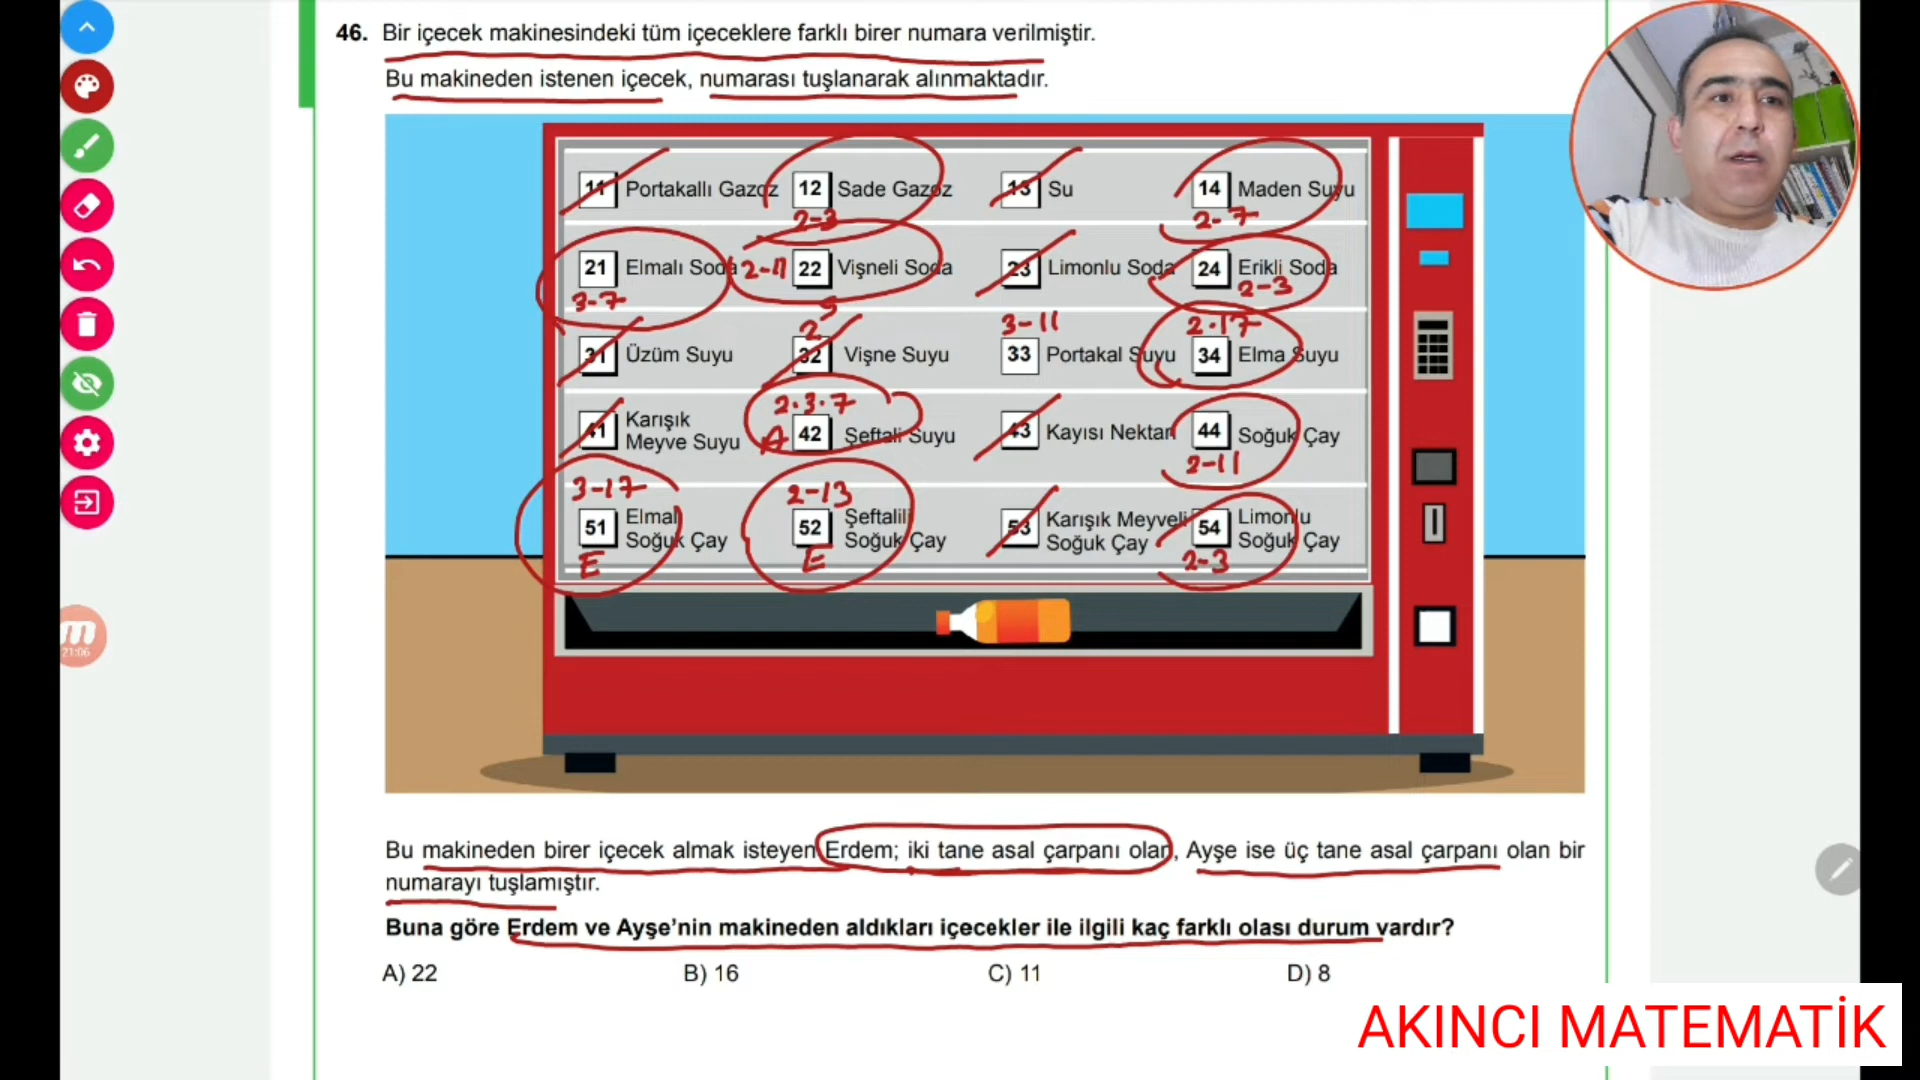 46. Bir içecek makinesindeki tüm içeceklere farklı birer numara verilmiştir.
Bu makineden istenen içecek, numarası tuşlanarak alınmaktadır.
11 Portakallı Gazoz 12 Sade Gazoz 13 Su 14 Maden Suyu
2-3 2-7
21 Elmalı Soda 2-11 22 Vişneli Soda 23 Limonlu Soda 24 Erikli Soda
3-7 2-3
2⁵ 3-11 2.17
31 Üzüm Suyu 32 Vişne Suyu 33 Portakal Suyu 34 Elma Suyu
2.3.7
41 Karışık Meyve Suyu A 42 Şeftali Suyu 43 Kayısı Nektarı 44 Soğuk Çay
2-11
3-17 2-13
51 Elmalı Soğuk Çay 52 Şeftalili Soğuk Çay 53 Karışık Meyveli Soğuk Çay 54 Limonlu Soğuk Çay
E E 2-3
21:06
Bu makineden birer içecek almak isteyen Erdem; iki tane asal çarpanı olan, Ayşe ise üç tane asal çarpanı olan bir
numarayı tuşlamıştır.
Buna göre Erdem ve Ayşe'nin makineden aldıkları içecekler ile ilgili kaç farklı olası durum vardır?
A) 22 B) 16 C) 11 D) 8
AKINCI MATEMATİK